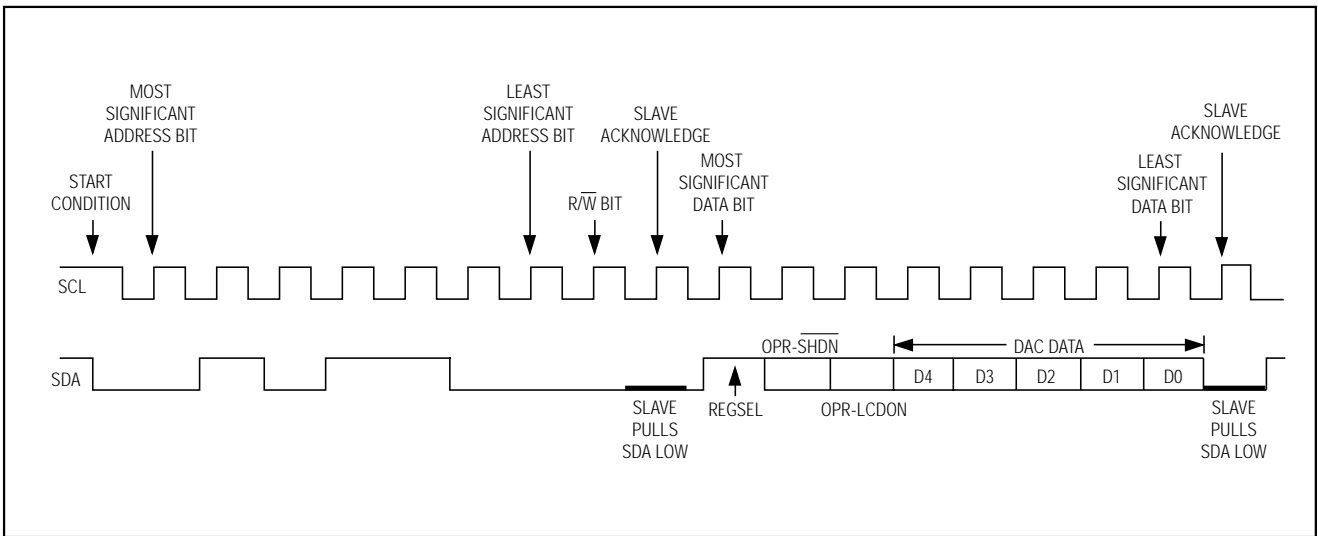 MOST
SIGNIFICANT
ADDRESS BIT
LEAST
SIGNIFICANT
ADDRESS BIT
SLAVE
ACKNOWLEDGE
SLAVE
ACKNOWLEDGE
START
CONDITION
R/W̅ BIT
MOST
SIGNIFICANT
DATA BIT
LEAST
SIGNIFICANT
DATA BIT
SCL
OPR-S̅H̅D̅N̅
DAC DATA
SDA
D4 D3 D2 D1 D0
SLAVE
PULLS
SDA LOW
REGSEL
OPR-LCDON
SLAVE
PULLS
SDA LOW